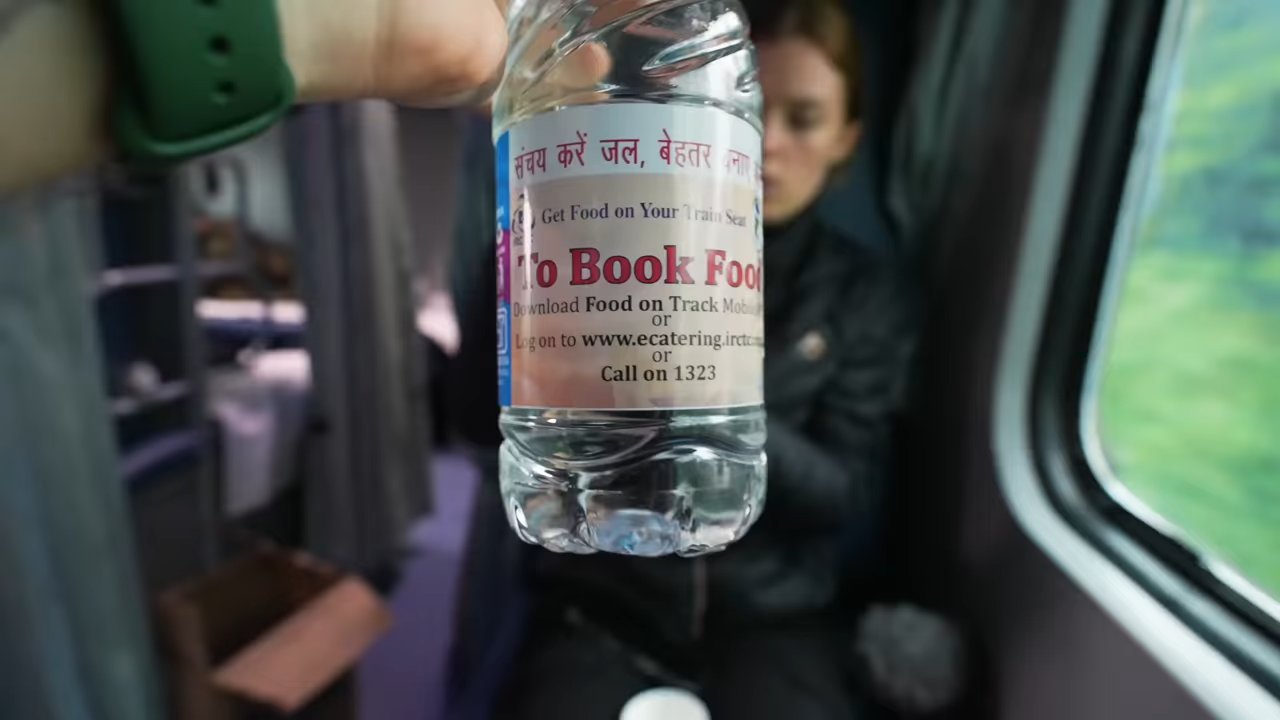 संचय करें जल, बेहतर बनाए
Get Food on Your Train Seat
To Book Food
Download Food on Track Mobile
or
Log on to www.ecatering.irctc
or
Call on 1323